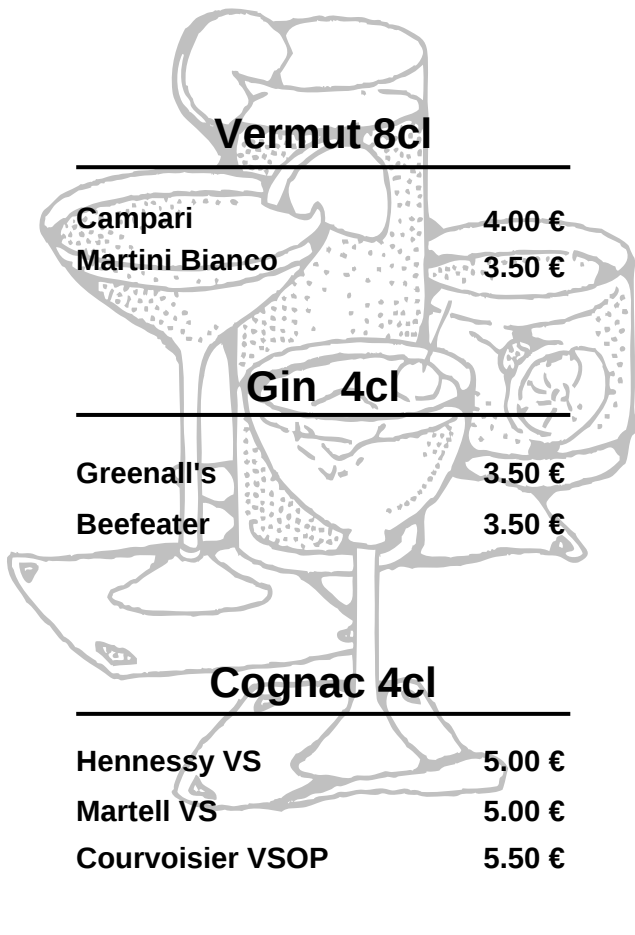 Vermut 8cl
Campari 4.00 €
Martini Bianco 3.50 €
Gin  4cl
Greenall's 3.50 €
Beefeater 3.50 €
Cognac 4cl
Hennessy VS 5.00 €
Martell VS 5.00 €
Courvoisier VSOP 5.50 €